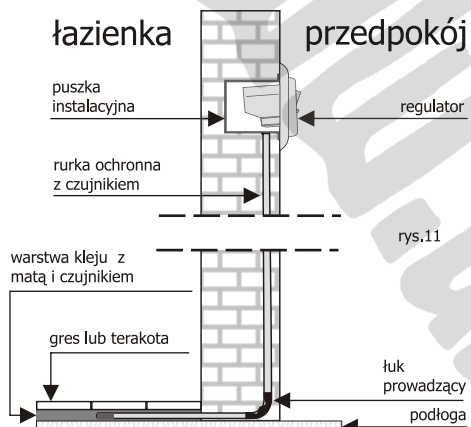 łazienka
przedpokój
puszka
instalacyjna
regulator
rurka ochronna
z czujnikiem
rys.11
warstwa kleju z
matą i czujnikiem
gres lub terakota
łuk
prowadzący
podłoga